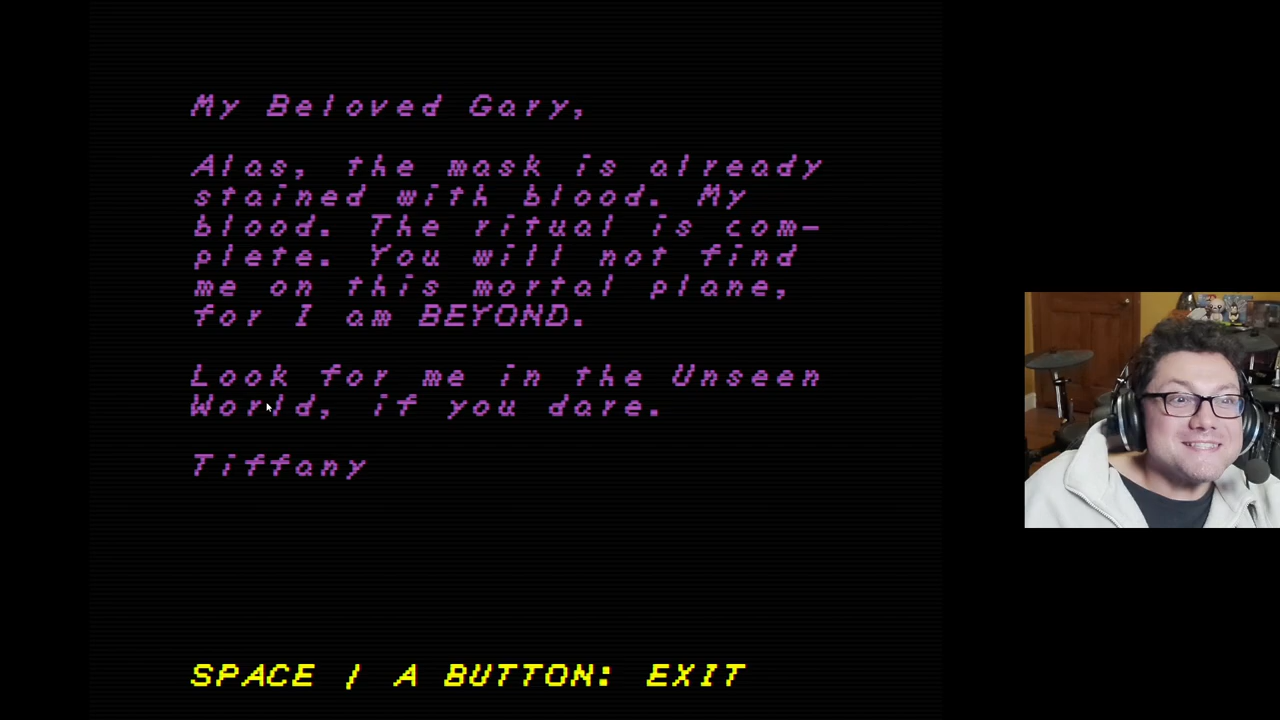 My Beloved Gary,
Alas, the mask is already
stained with blood. My
blood. The ritual is com-
plete. You will not find
me on this mortal plane,
for I am BEYOND.
Look for me in the Unseen
World, if you dare.
Tiffany
SPACE / A BUTTON: EXIT